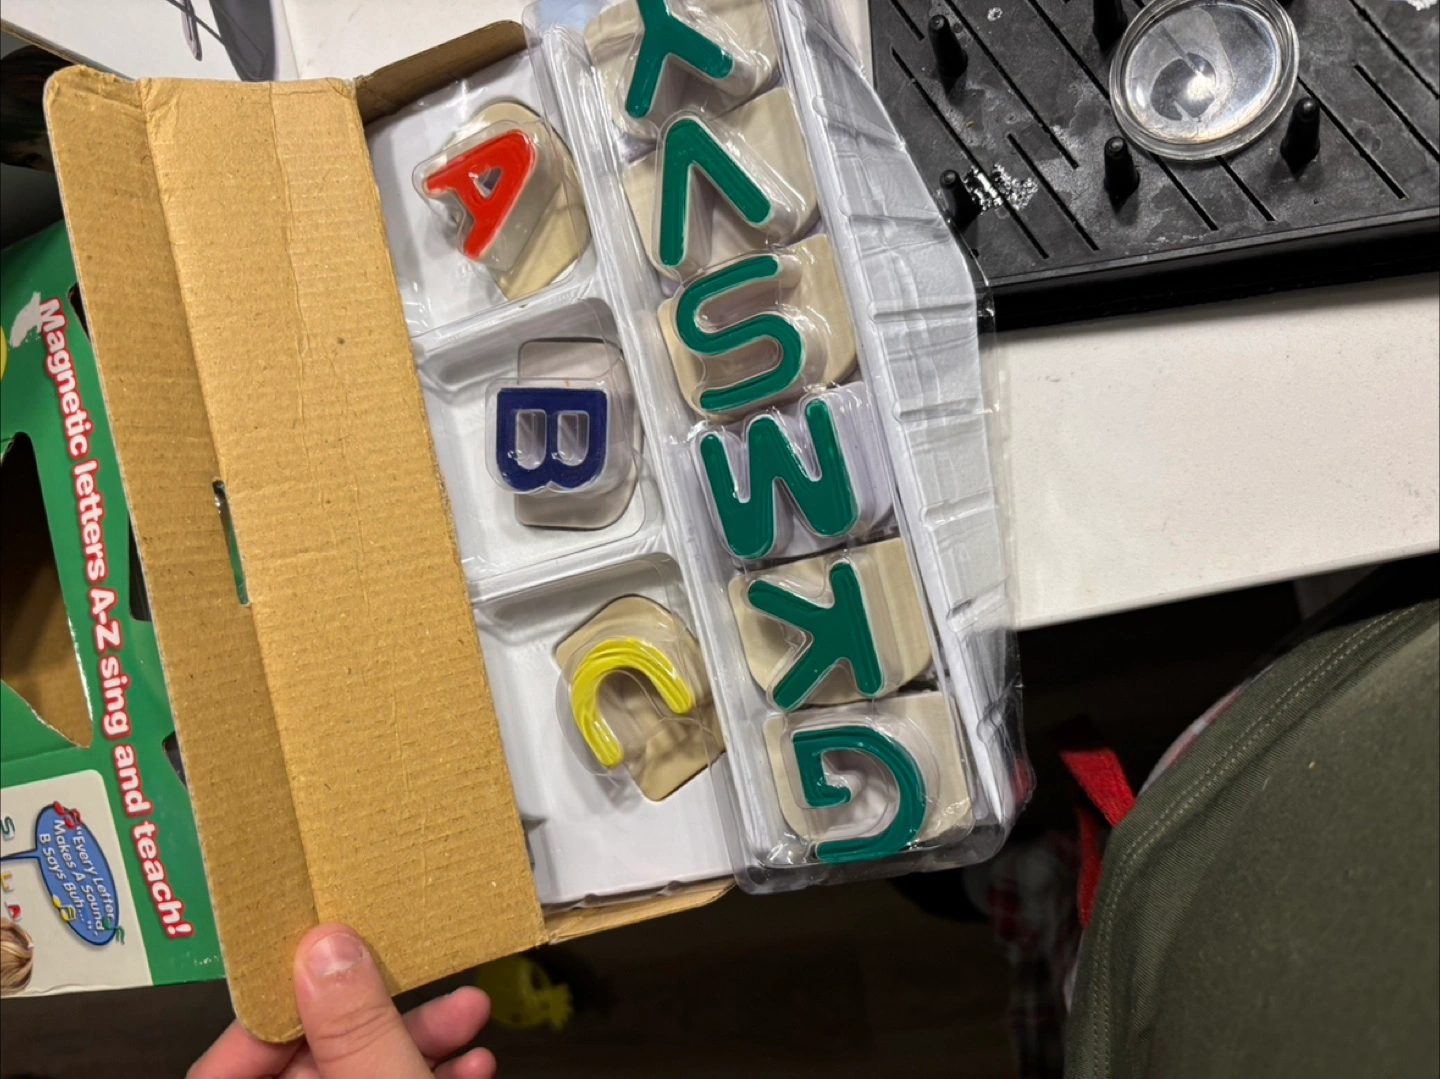 Magnetic letters A-Z sing and teach!
"Every Letter
Makes A Sound,
B Says Buh..."
A B C
Y V S W K G